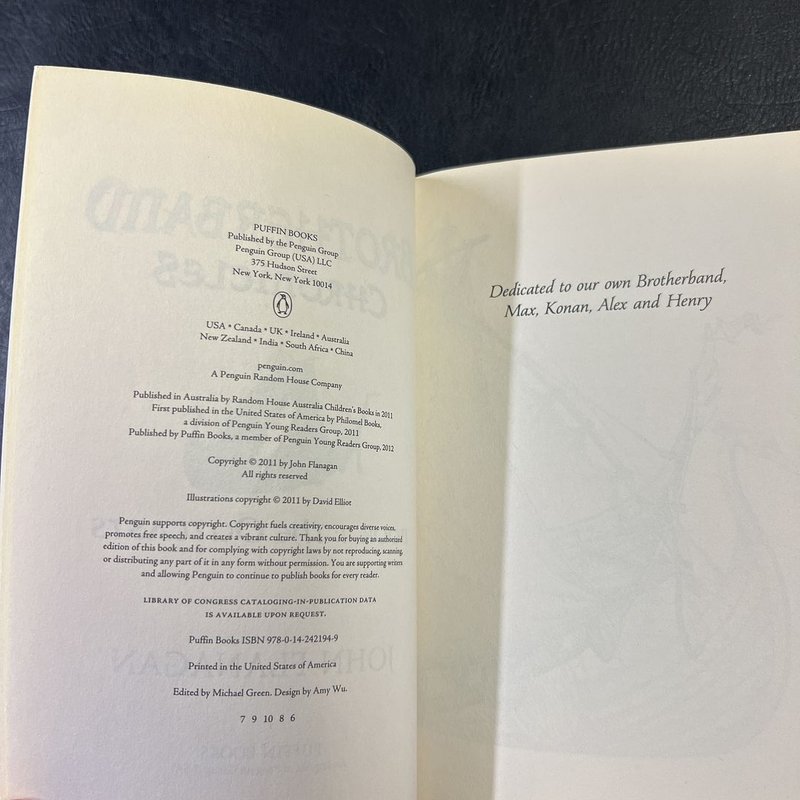 PUFFIN BOOKS
Published by the Penguin Group
Penguin Group (USA) LLC
375 Hudson Street
New York, New York 10014
USA * Canada * UK * Ireland * Australia
New Zealand * India * South Africa * China
penguin.com
A Penguin Random House Company
Published in Australia by Random House Australia Children's Books in 2011
First published in the United States of America by Philomel Books,
a division of Penguin Young Readers Group, 2011
Published by Puffin Books, a member of Penguin Young Readers Group, 2012
Copyright © 2011 by John Flanagan
All rights reserved
Illustrations copyright © 2011 by David Elliot
Penguin supports copyright. Copyright fuels creativity, encourages diverse voices,
promotes free speech, and creates a vibrant culture. Thank you for buying an authorized
edition of this book and for complying with copyright laws by not reproducing, scanning,
or distributing any part of it in any form without permission. You are supporting writers
and allowing Penguin to continue to publish books for every reader.
LIBRARY OF CONGRESS CATALOGING-IN-PUBLICATION DATA
IS AVAILABLE UPON REQUEST.
Puffin Books ISBN 978-0-14-242194-9
Printed in the United States of America
Edited by Michael Green. Design by Amy Wu.
7 9 10 8 6
Dedicated to our own Brotherband,
Max, Konan, Alex and Henry